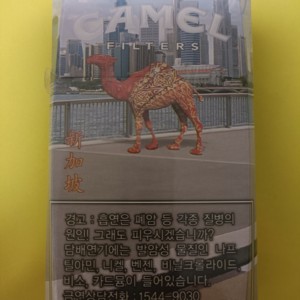 CAMEL
FILTERS
新加坡
경고 : 흡연은 폐암 등 각종 질병의
원인! 그래도 피우시겠습니까?
담배연기에는 발암성 물질인 나프
틸아민, 니켈, 벤젠, 비닐크롤라이드,
비소, 카드뮴이 들어있습니다.
금연상담전화 : 1544-9030